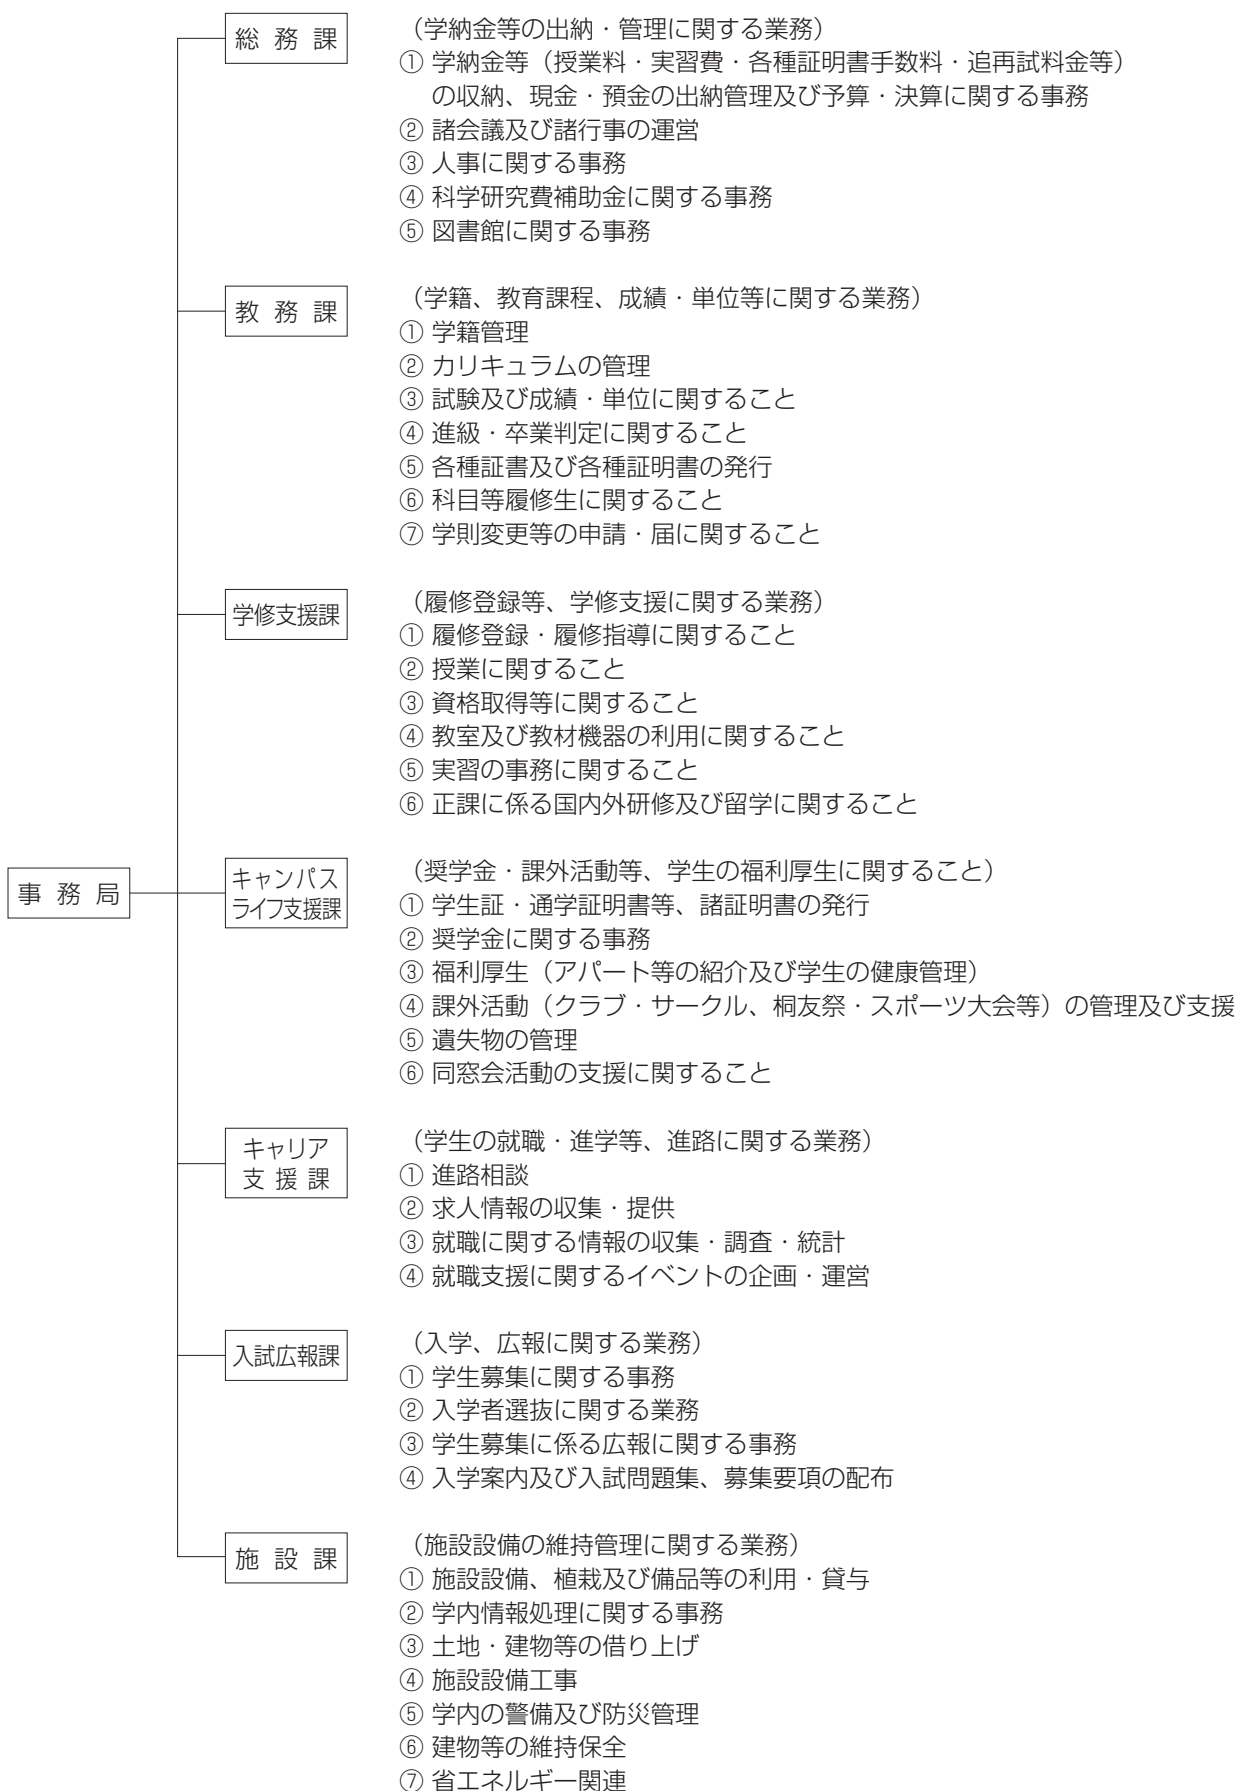 総務課
（学納金等の出納・管理に関する業務）
① 学納金等（授業料・実習費・各種証明書手数料・追再試料金等）
の収納、現金・預金の出納管理及び予算・決算に関する事務
② 諸会議及び諸行事の運営
③ 人事に関する事務
④ 科学研究費補助金に関する事務
⑤ 図書館に関する事務
教務課
（学籍、教育課程、成績・単位等に関する業務）
① 学籍管理
② カリキュラムの管理
③ 試験及び成績・単位に関すること
④ 進級・卒業判定に関すること
⑤ 各種証書及び各種証明書の発行
⑥ 科目等履修生に関すること
⑦ 学則変更等の申請・届に関すること
学修支援課
（履修登録等、学修支援に関する業務）
① 履修登録・履修指導に関すること
② 授業に関すること
③ 資格取得等に関すること
④ 教室及び教材機器の利用に関すること
⑤ 実習の事務に関すること
⑥ 正課に係る国内外研修及び留学に関すること
事務局
キャンパス
ライフ支援課
（奨学金・課外活動等、学生の福利厚生に関すること）
① 学生証・通学証明書等、諸証明書の発行
② 奨学金に関する事務
③ 福利厚生（アパート等の紹介及び学生の健康管理）
④ 課外活動（クラブ・サークル、桐友祭・スポーツ大会等）の管理及び支援
⑤ 遺失物の管理
⑥ 同窓会活動の支援に関すること
キャリア
支援課
（学生の就職・進学等、進路に関する業務）
① 進路相談
② 求人情報の収集・提供
③ 就職に関する情報の収集・調査・統計
④ 就職支援に関するイベントの企画・運営
入試広報課
（入学、広報に関する業務）
① 学生募集に関する事務
② 入学者選抜に関する業務
③ 学生募集に係る広報に関する事務
④ 入学案内及び入試問題集、募集要項の配布
施設課
（施設設備の維持管理に関する業務）
① 施設設備、植栽及び備品等の利用・貸与
② 学内情報処理に関する事務
③ 土地・建物等の借り上げ
④ 施設設備工事
⑤ 学内の警備及び防災管理
⑥ 建物等の維持保全
⑦ 省エネルギー関連